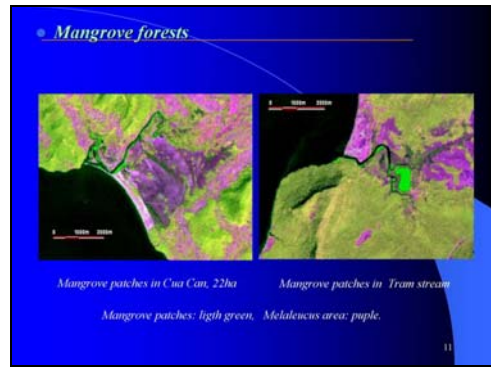 Mangrove forests
0 1000m 2000m
0 1000m 2000m
Mangrove patches in Cua Can, 22ha
Mangrove patches in Tram stream
Mangrove patches: ligth green, Melaleucus area: puple.
11